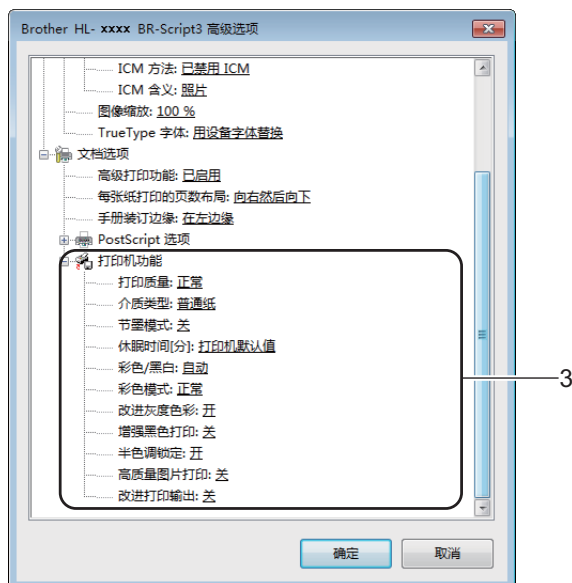 Brother HL- xxxx BR-Script3 高级选项
ICM 方法: 已禁用 ICM
ICM 含义: 照片
图像缩放: 100 %
TrueType 字体: 用设备字体替换
文档选项
高级打印功能: 已启用
每张纸打印的页数布局: 向右然后向下
手册装订边缘: 在左边缘
PostScript 选项
打印机功能
打印质量: 正常
介质类型: 普通纸
节墨模式: 关
休眠时间[分]: 打印机默认值
彩色/黑白: 自动
彩色模式: 正常
改进灰度色彩: 开
增强黑色打印: 关
半色调锁定: 开
高质量图片打印: 关
改进打印输出: 关
3
确定 取消